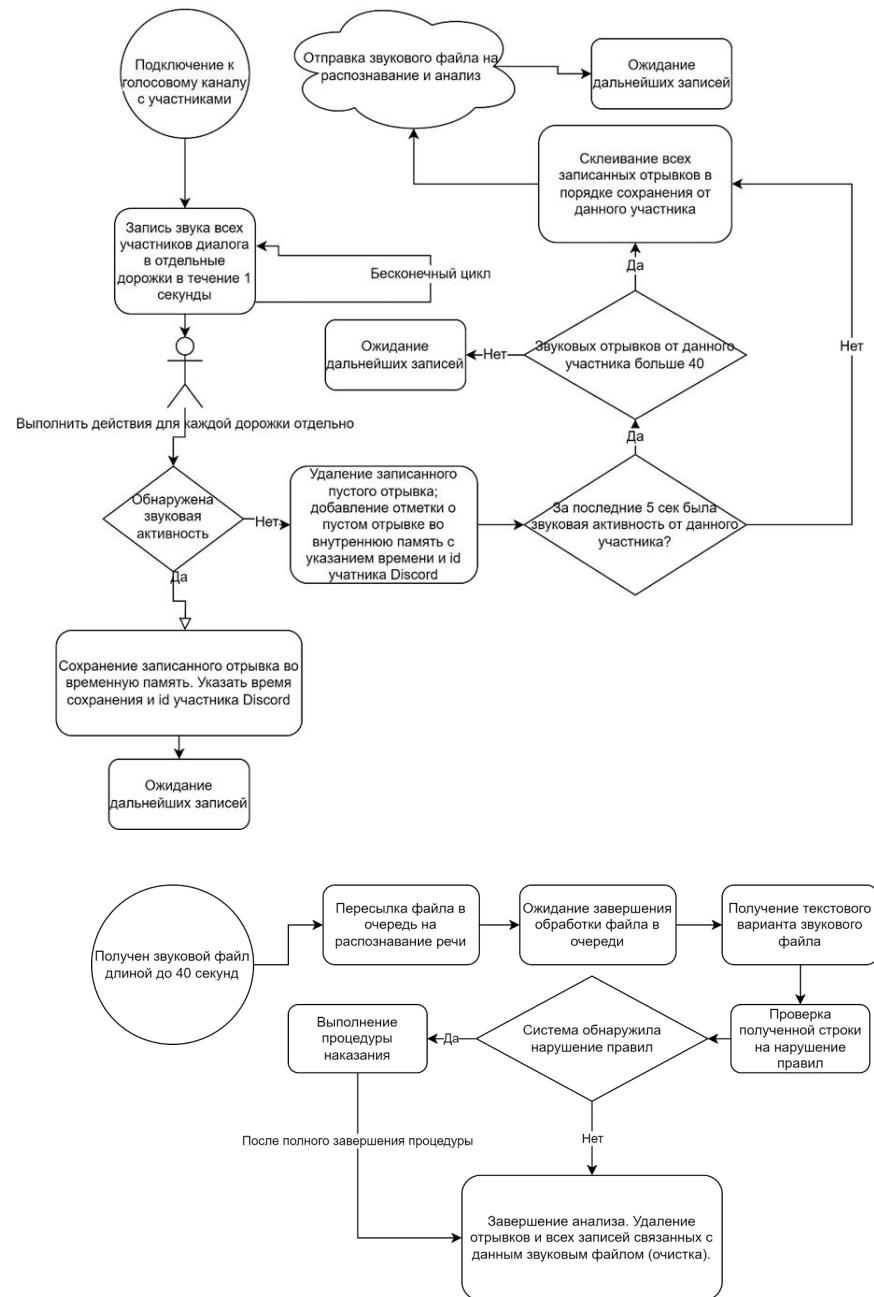 Подключение к
голосовому каналу
с участниками
Отправка звукового файла на
распознавание и анализ
Ожидание
дальнейших записей
Склеивание всех
записанных отрывков в
порядке сохранения от
данного участника
Запись звука всех
участников диалога
в отдельные
дорожки в течение 1
секунды
Бесконечный цикл
Да
Ожидание
дальнейших записей
Нет
Звуковых отрывков от данного
участника больше 40
Нет
Выполнить действия для каждой дорожки отдельно
Да
Обнаружена
звуковая
активность
Нет
Удаление записанного
пустого отрывка;
добавление отметки о
пустом отрывке во
внутреннюю память с
указанием времени и id
учатника Discord
За последние 5 сек была
звуковая активность от данного
участника?
Да
Сохранение записанного отрывка во
временную память. Указать время
сохранения и id участника Discord
Ожидание
дальнейших записей
Получен звуковой файл
длиной до 40 секунд
Пересылка файла в
очередь на
распознавание речи
Ожидание завершения
обработки файла в
очереди
Получение текстового
варианта звукового
файла
Проверка
полученной строки
на нарушение
правил
Система обнаружила
нарушение правил
Да
Выполнение
процедуры
наказания
После полного завершения процедуры
Нет
Завершение анализа. Удаление
отрывков и всех записей связанных с
данным звуковым файлом (очистка).